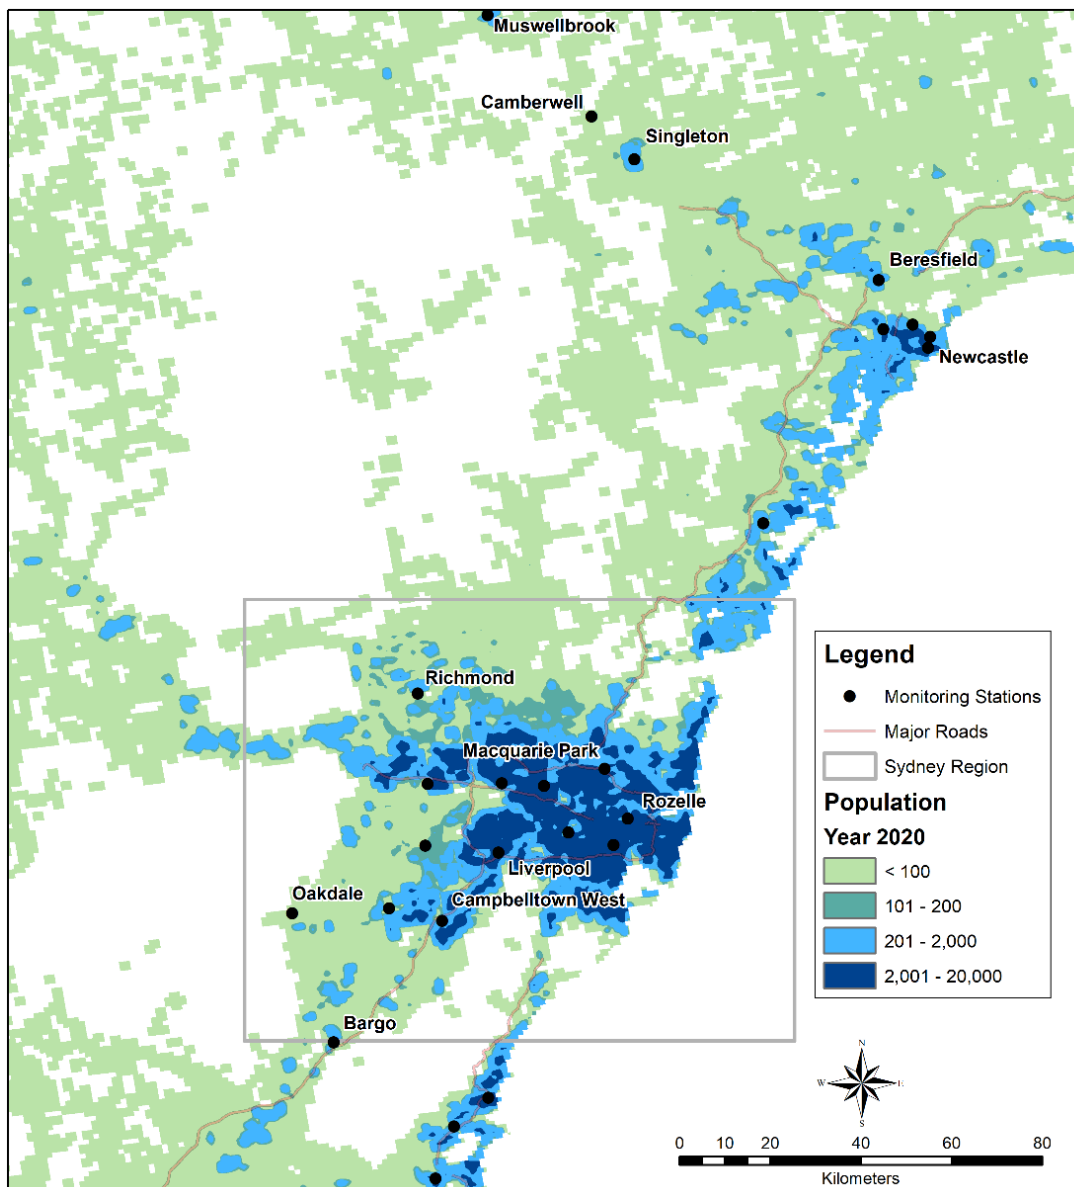 Muswellbrook
Camberwell
Singleton
Beresfield
Newcastle
Richmond
Macquarie Park
Rozelle
Liverpool
Oakdale
Campbelltown West
Bargo
Legend
Monitoring Stations
Major Roads
Sydney Region
Population
Year 2020
< 100
101 - 200
201 - 2,000
2,001 - 20,000
N
W E
S
0 10 20 40 60 80
Kilometers